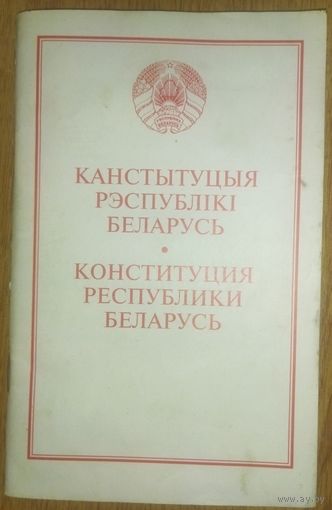 КАНСТЫТУЦЫЯ
РЭСПУБЛІКІ
БЕЛАРУСЬ
•
КОНСТИТУЦИЯ
РЕСПУБЛИКИ
БЕЛАРУСЬ
www.ay.by